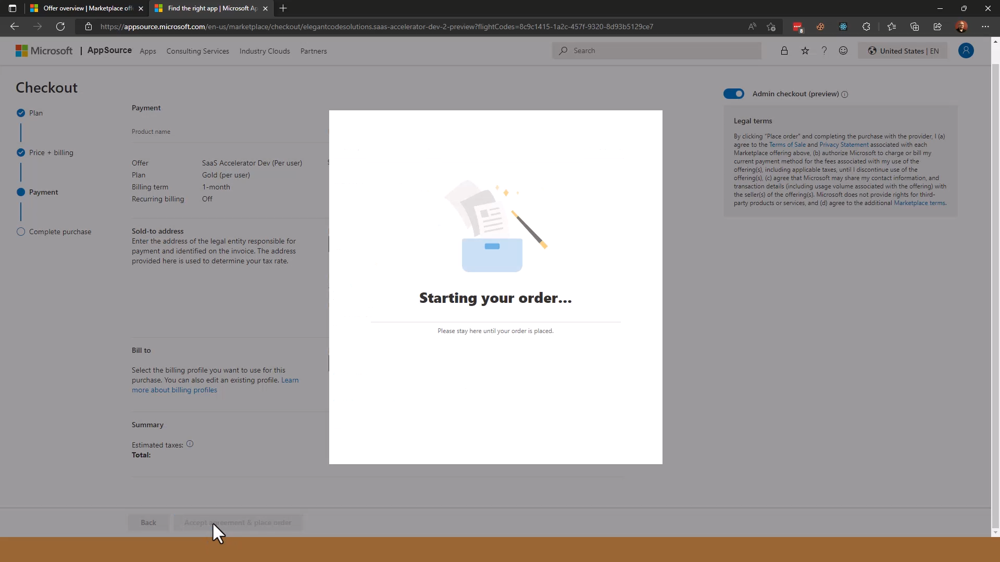 Offer overview | Marketplace off
Find the right app | Microsoft Ap
https://appsource.microsoft.com/en-us/marketplace/checkout/elegantcodesolutions.saas-accelerator-dev-2-preview?flightCodes=8c9c1415-1a2c-457f-9320-8d93b5129ce7
8
Microsoft | AppSource Apps Consulting Services Industry Clouds Partners
Search
United States | EN
Checkout
Plan
Price + billing
Payment
Complete purchase
Payment
Product name
Offer SaaS Accelerator Dev (Per user)
Plan Gold (per user)
Billing term 1-month
Recurring billing Off
Sold-to address
Enter the address of the legal entity responsible for
payment and identified on the invoice. The address
provided here is used to determine your tax rate.
Bill to
Select the billing profile you want to use for this
purchase. You can also edit an existing profile. Learn
more about billing profiles
Summary
Estimated taxes:
Total:
Back
Accept agreement & place order
Starting your order...
Please stay here until your order is placed.
Admin checkout (preview)
Legal terms
By clicking "Place order" and completing the purchase with the provider, I (a)
agree to the Terms of Sale and Privacy Statement associated with each
Marketplace offering above, (b) authorize Microsoft to charge or bill my
current payment method for the fees associated with my use of the
offering(s), including applicable taxes, until I discontinue use of the
offering(s), (c) agree that Microsoft may share my contact information, and
transaction details (including usage volume associated with the offering) with
the seller(s) of the offering(s). Microsoft does not provide rights for third-
party products or services, and (d) agree to the additional Marketplace terms.